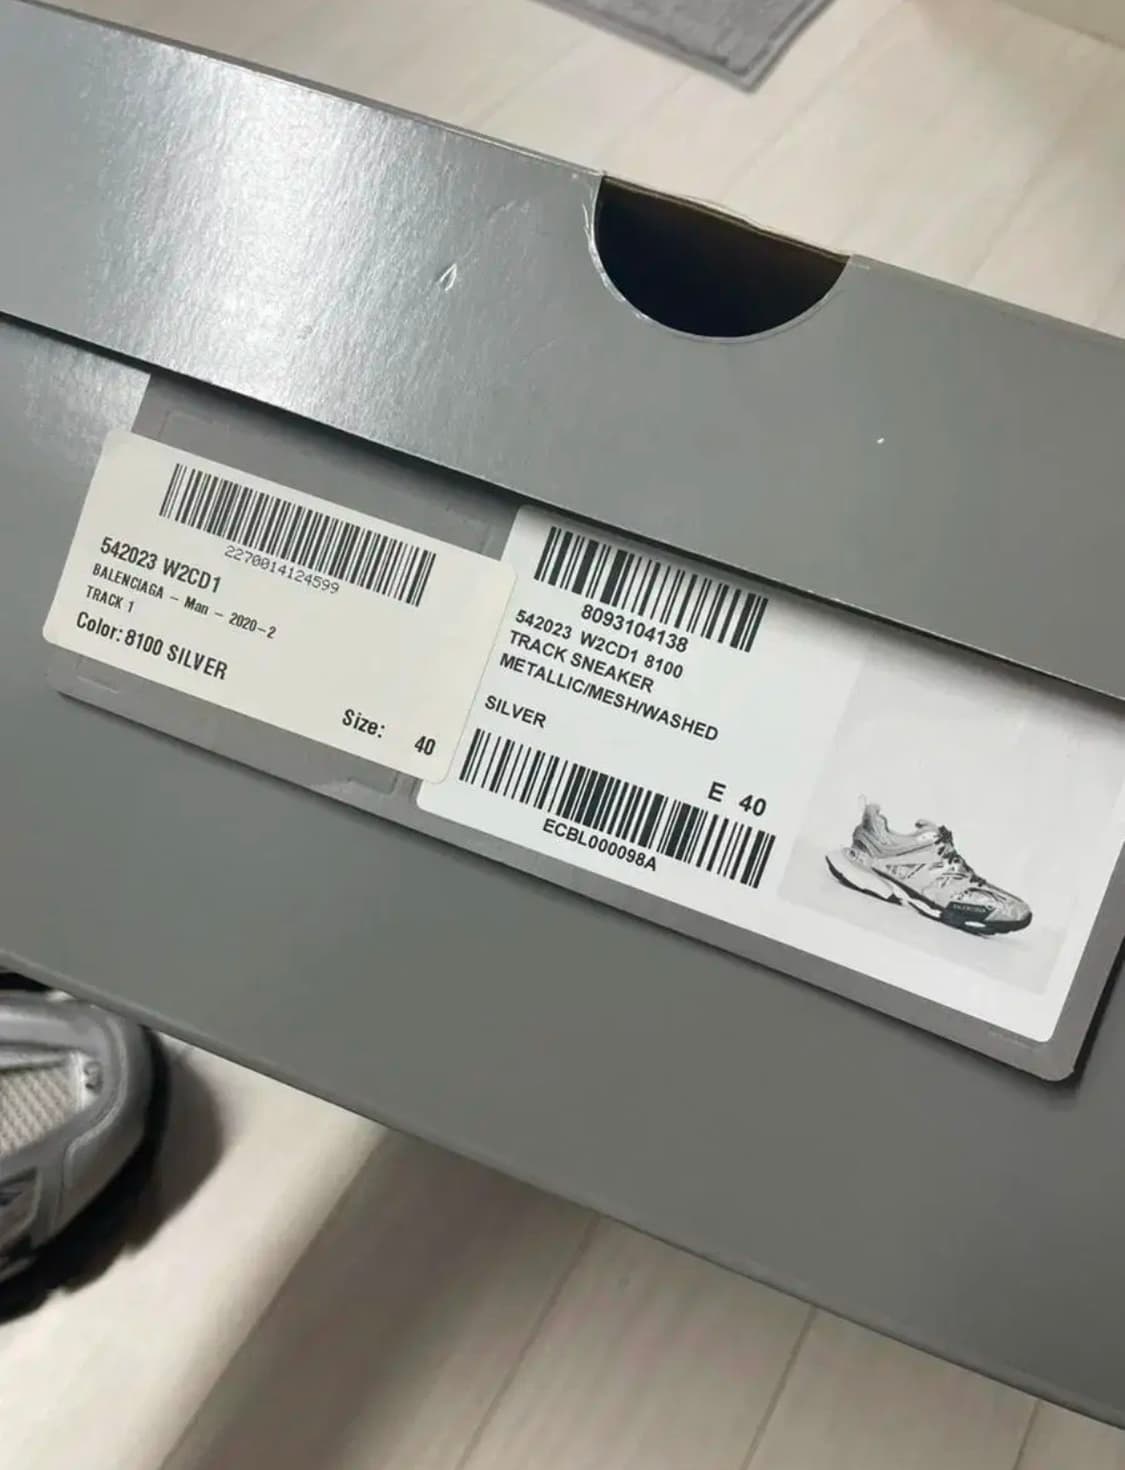 2270014124599
542023 W2CD1
BALENCIAGA - Man - 2020-2
TRACK 1
Color: 8100 SILVER
Size: 40
8093104138
542023 W2CD1 8100
TRACK SNEAKER
METALLIC/MESH/WASHED
SILVER
E 40
ECBL000098A